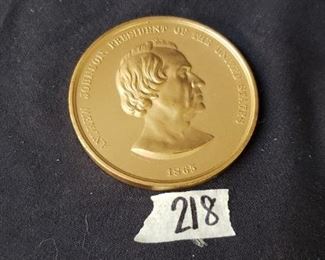 ANDREW JOHNSON, PRESIDENT OF THE UNITED STATES
1865
218